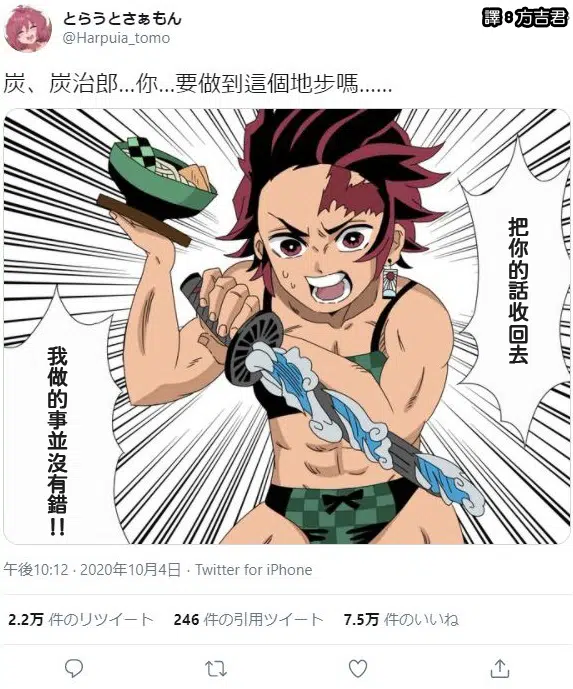 とらうとさぁもん
@Harpuia_tomo
譯：方吉君
炭、炭治郎...你...要做到這個地步嗎......
把你的話收回去
我做的事並沒有錯!!
午後10:12 · 2020年10月4日 · Twitter for iPhone
2.2万 件のリツイート 246 件の引用ツイート 7.5万 件のいいね